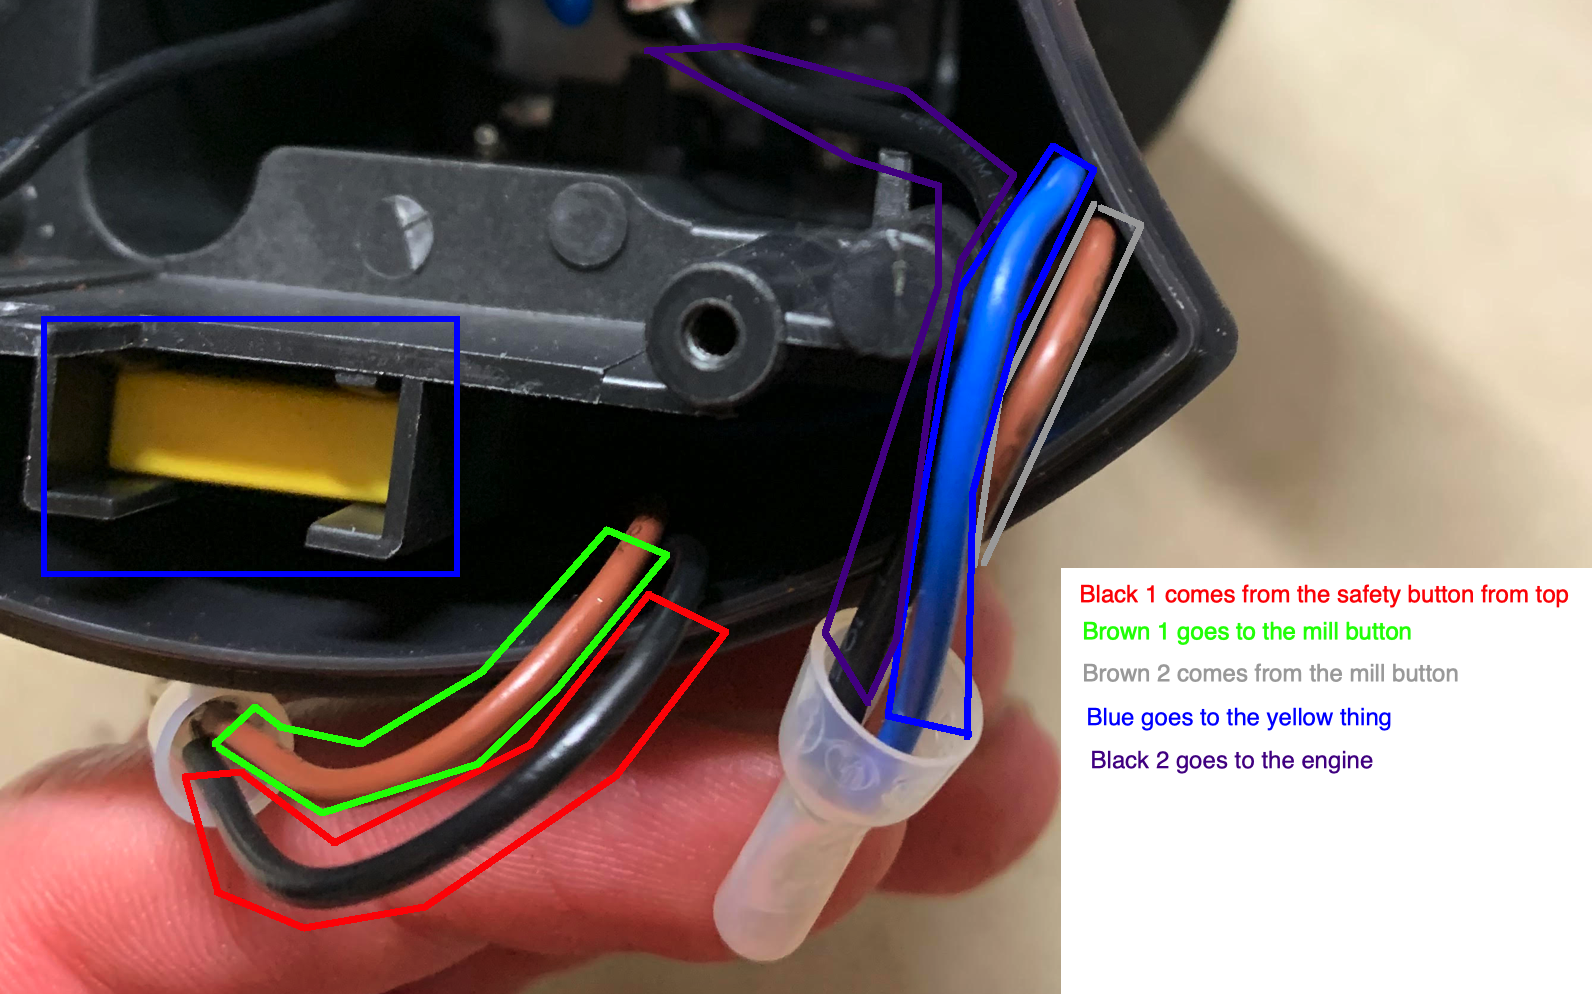 Black 1 comes from the safety button from top
Brown 1 goes to the mill button
Brown 2 comes from the mill button
Blue goes to the yellow thing
Black 2 goes to the engine